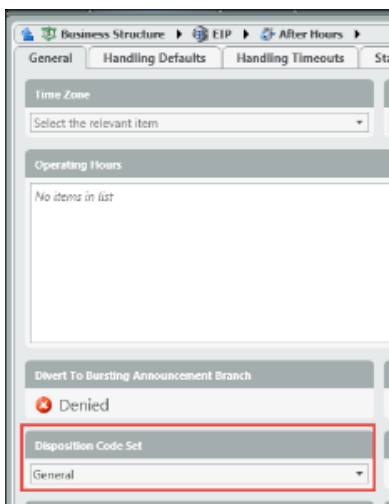 Business Structure EIP After Hours
General Handling Defaults Handling Timeouts
Time Zone
Select the relevant item
Operating Hours
No items in list
Divert To Bursting Announcement Branch
Denied
Disposition Code Set
General